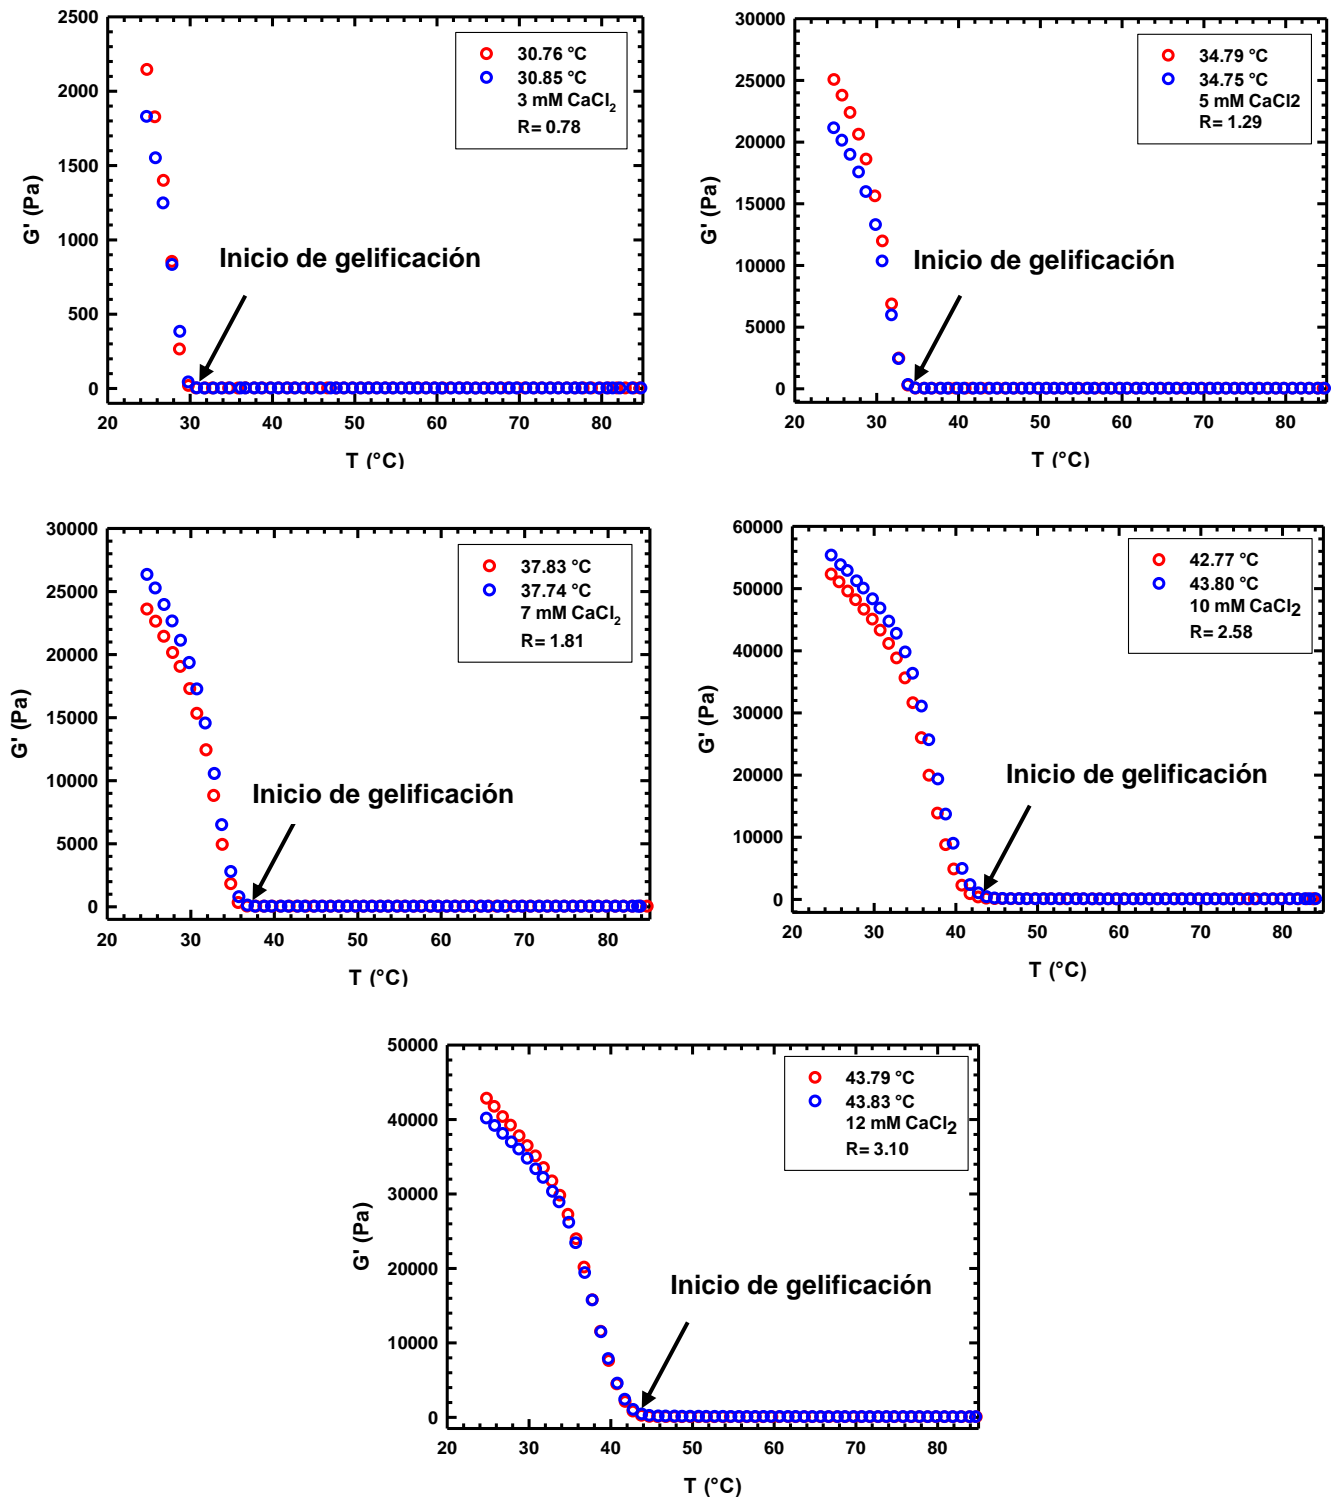 2500
2000
1500
1000
500
0
G' (Pa)
30.76 °C
30.85 °C
3 mM CaCl2
R= 0.78
Inicio de gelificación
20 30 40 50 60 70 80
T (°C)
30000
25000
20000
15000
10000
5000
0
G' (Pa)
34.79 °C
34.75 °C
5 mM CaCl2
R= 1.29
Inicio de gelificación
20 30 40 50 60 70 80
T (°C)
30000
25000
20000
15000
10000
5000
0
G' (Pa)
37.83 °C
37.74 °C
7 mM CaCl2
R= 1.81
Inicio de gelificación
20 30 40 50 60 70 80
T (°C)
60000
50000
40000
30000
20000
10000
0
G' (Pa)
42.77 °C
43.80 °C
10 mM CaCl2
R= 2.58
Inicio de gelificación
20 30 40 50 60 70 80
T (°C)
50000
40000
30000
20000
10000
0
G' (Pa)
43.79 °C
43.83 °C
12 mM CaCl2
R= 3.10
Inicio de gelificación
20 30 40 50 60 70 80
T (°C)